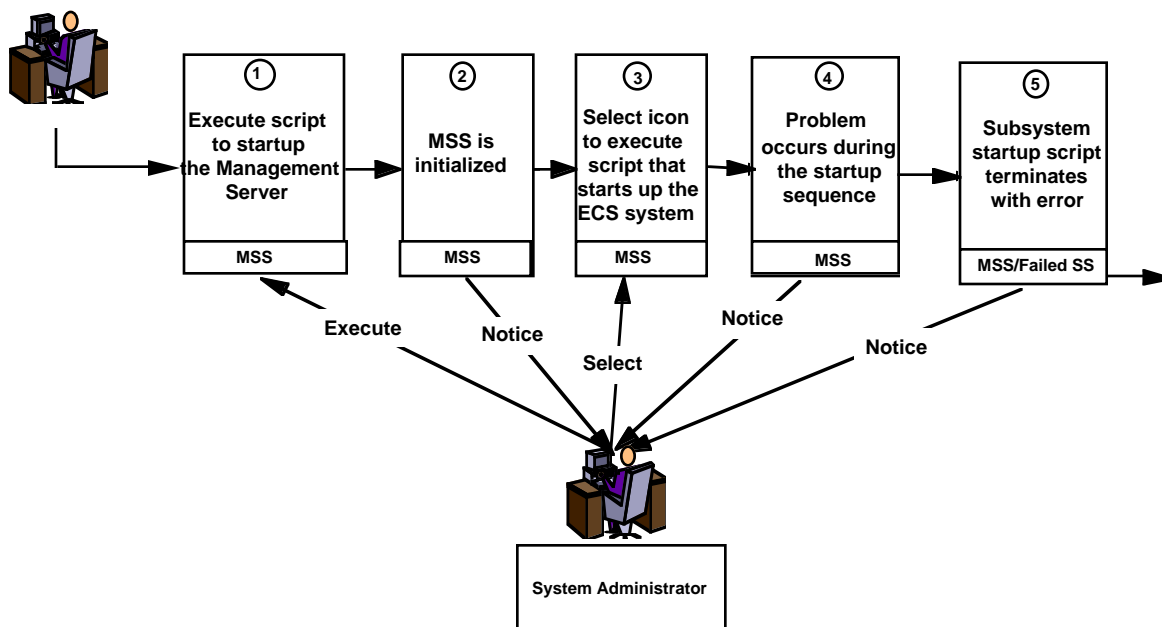 1
Execute script
to startup
the Management
Server
MSS
2
MSS is
initialized
MSS
3
Select icon
to execute
script that
starts up the
ECS system
MSS
4
Problem
occurs during
the startup
sequence
MSS
5
Subsystem
startup script
terminates
with error
MSS/Failed SS
Execute
Notice
Select
Notice
Notice
System Administrator